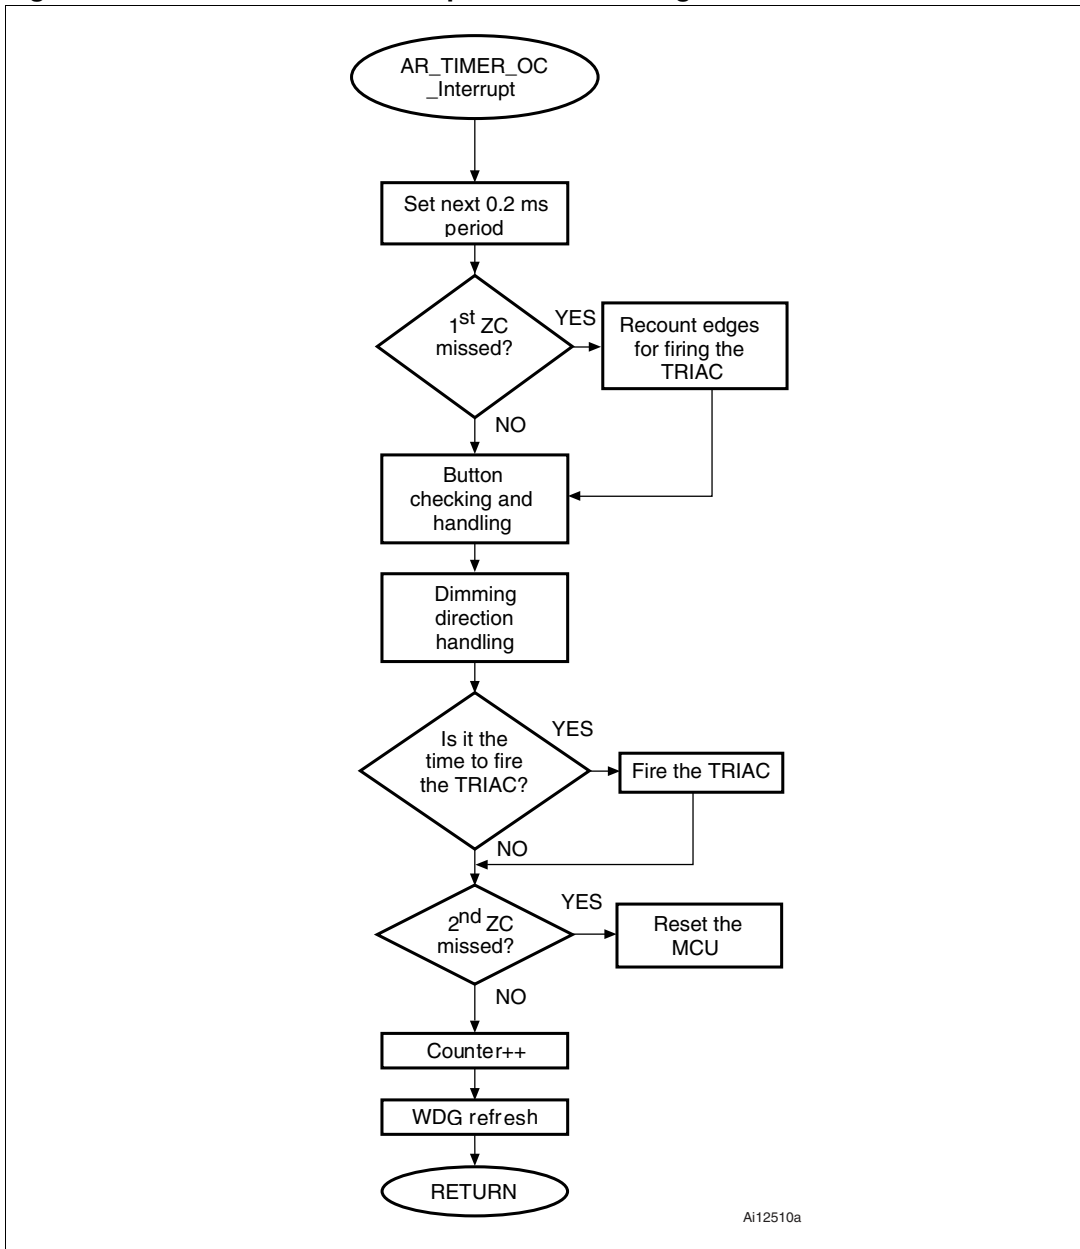 AR_TIMER_OC
_Interrupt
Set next 0.2 ms
period
1st ZC
missed?
YES
Recount edges
for firing the
TRIAC
NO
Button
checking and
handling
Dimming
direction
handling
Is it the
time to fire
the TRIAC?
YES
Fire the TRIAC
NO
2nd ZC
missed?
YES
Reset the
MCU
NO
Counter++
WDG refresh
RETURN
Ai12510a